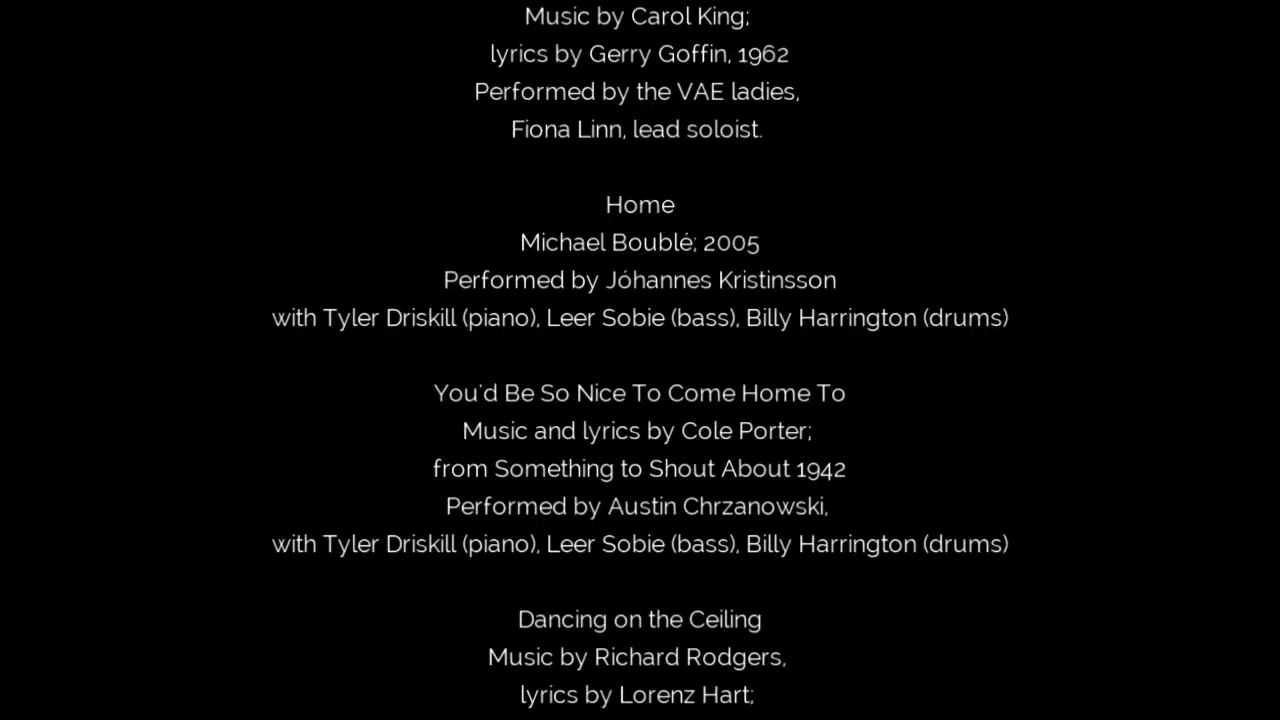 Music by Carol King;
lyrics by Gerry Goffin, 1962
Performed by the VAE ladies,
Fiona Linn, lead soloist.
Home
Michael Boublé; 2005
Performed by Jóhannes Kristinsson
with Tyler Driskill (piano), Leer Sobie (bass), Billy Harrington (drums)
You'd Be So Nice To Come Home To
Music and lyrics by Cole Porter;
from Something to Shout About 1942
Performed by Austin Chrzanowski,
with Tyler Driskill (piano), Leer Sobie (bass), Billy Harrington (drums)
Dancing on the Ceiling
Music by Richard Rodgers,
lyrics by Lorenz Hart;